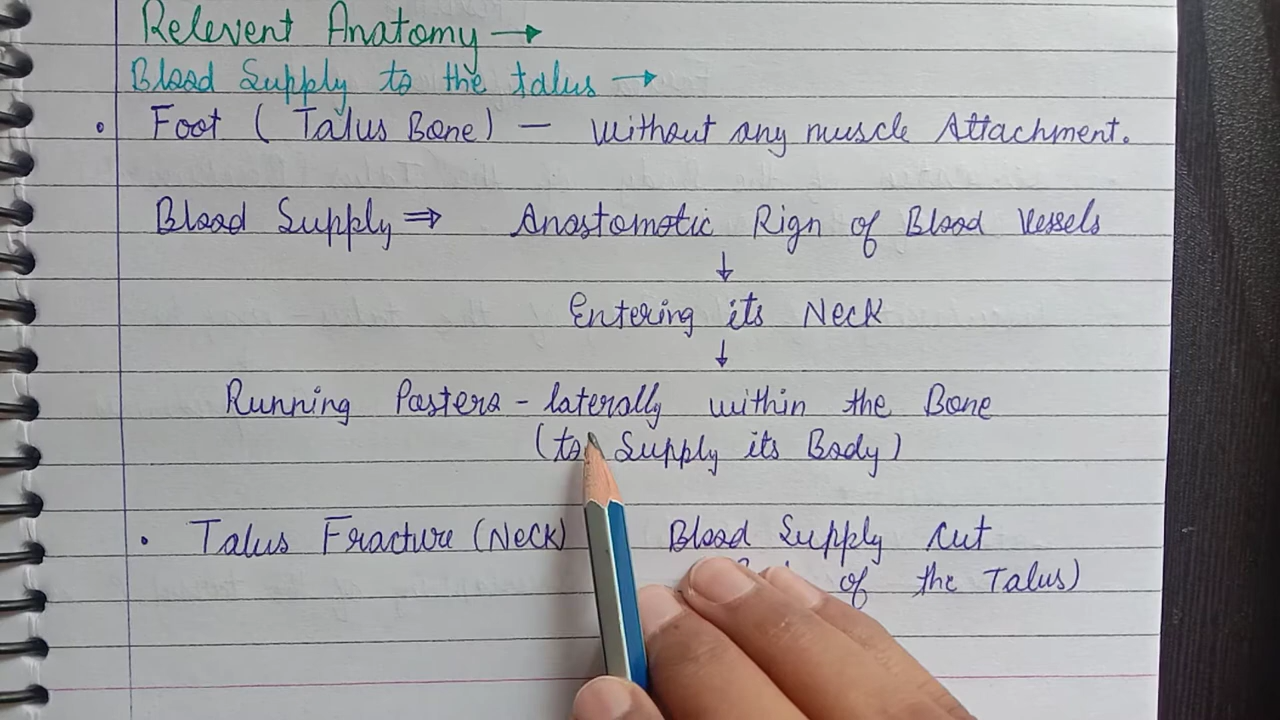 Relevent Anatomy →
Blood Supply to the talus →
• Foot ( Talus Bone) — without any muscle Attachment.
Blood Supply ⇒ Anastomotic Rign of Blood Vessels
↓
Entering its Neck
↓
Running Postero - laterally within the Bone
(to Supply its Body)
• Talus Fracture (Neck) Blood Supply cut
of the Talus)